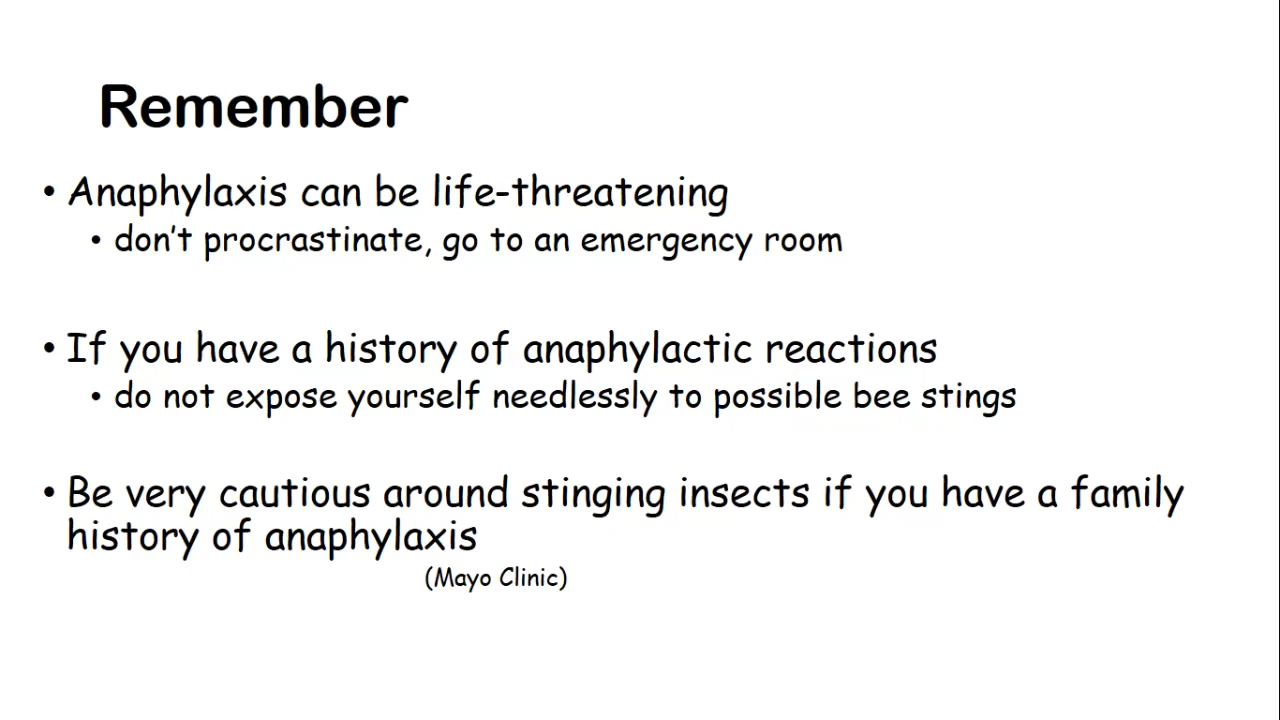 Remember
• Anaphylaxis can be life-threatening
• don't procrastinate, go to an emergency room
• If you have a history of anaphylactic reactions
• do not expose yourself needlessly to possible bee stings
• Be very cautious around stinging insects if you have a family
history of anaphylaxis
(Mayo Clinic)